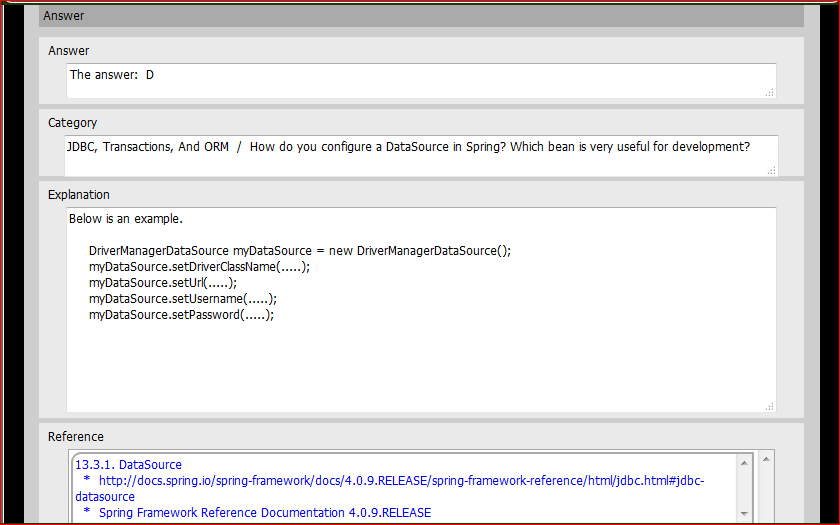 Answer
Answer
The answer:  D
Category
JDBC, Transactions, And ORM  /  How do you configure a DataSource in Spring? Which bean is very useful for development?
Explanation
Below is an example.
DriverManagerDataSource myDataSource = new DriverManagerDataSource();
myDataSource.setDriverClassName(.....);
myDataSource.setUrl(.....);
myDataSource.setUsername(.....);
myDataSource.setPassword(.....);
Reference
13.3.1. DataSource
*  http://docs.spring.io/spring-framework/docs/4.0.9.RELEASE/spring-framework-reference/html/jdbc.html#jdbc-
datasource
*  Spring Framework Reference Documentation 4.0.9.RELEASE